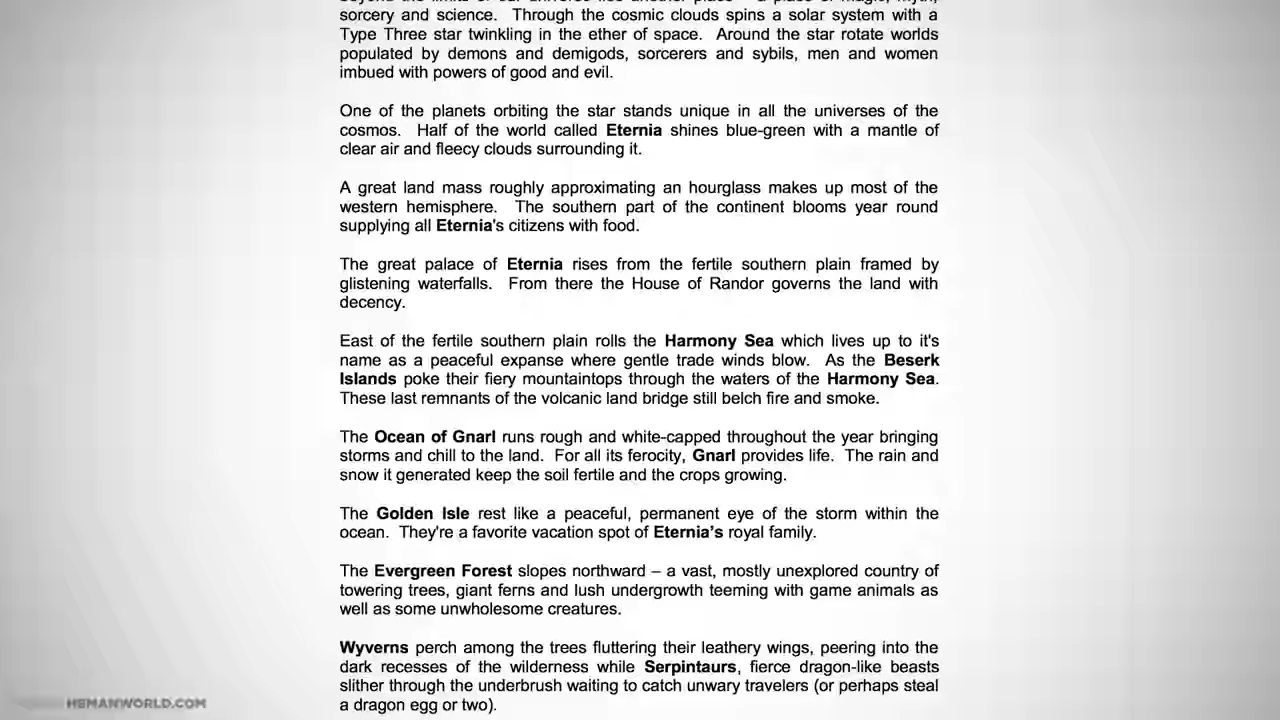 beyond the limits of our universe lies another place – a place of magic, myth,
sorcery and science. Through the cosmic clouds spins a solar system with a
Type Three star twinkling in the ether of space. Around the star rotate worlds
populated by demons and demigods, sorcerers and sybils, men and women
imbued with powers of good and evil.
One of the planets orbiting the star stands unique in all the universes of the
cosmos. Half of the world called Eternia shines blue-green with a mantle of
clear air and fleecy clouds surrounding it.
A great land mass roughly approximating an hourglass makes up most of the
western hemisphere. The southern part of the continent blooms year round
supplying all Eternia's citizens with food.
The great palace of Eternia rises from the fertile southern plain framed by
glistening waterfalls. From there the House of Randor governs the land with
decency.
East of the fertile southern plain rolls the Harmony Sea which lives up to it's
name as a peaceful expanse where gentle trade winds blow. As the Beserk
Islands poke their fiery mountaintops through the waters of the Harmony Sea.
These last remnants of the volcanic land bridge still belch fire and smoke.
The Ocean of Gnarl runs rough and white-capped throughout the year bringing
storms and chill to the land. For all its ferocity, Gnarl provides life. The rain and
snow it generated keep the soil fertile and the crops growing.
The Golden Isle rest like a peaceful, permanent eye of the storm within the
ocean. They're a favorite vacation spot of Eternia’s royal family.
The Evergreen Forest slopes northward – a vast, mostly unexplored country of
towering trees, giant ferns and lush undergrowth teeming with game animals as
well as some unwholesome creatures.
Wyverns perch among the trees fluttering their leathery wings, peering into the
dark recesses of the wilderness while Serpintaurs, fierce dragon-like beasts
slither through the underbrush waiting to catch unwary travelers (or perhaps steal
a dragon egg or two).
HEMANWORLD.COM